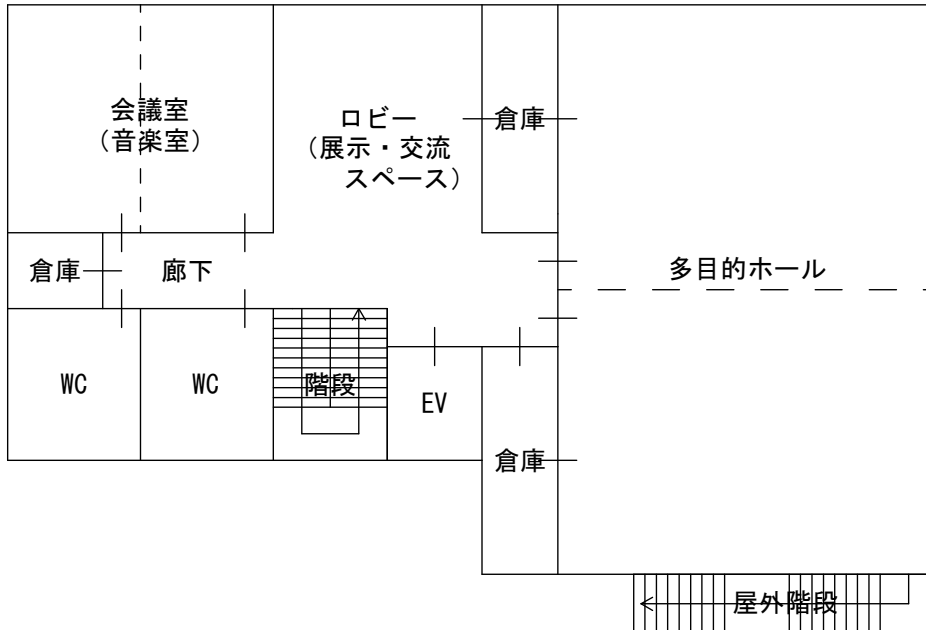 会議室
（音楽室）
ロビー
（展示・交流
スペース）
倉庫
倉庫
廊下
多目的ホール
WC
WC
階段
EV
倉庫
屋外階段